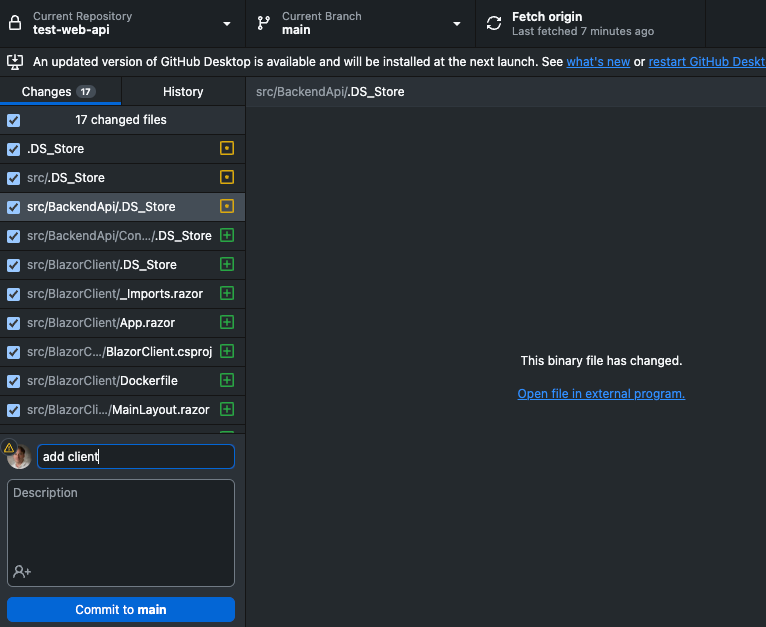 Current Repository
test-web-api
Current Branch
main
Fetch origin
Last fetched 7 minutes ago
An updated version of GitHub Desktop is available and will be installed at the next launch. See what's new or restart GitHub Deskt
Changes 17
History
src/BackendApi/.DS_Store
17 changed files
.DS_Store
src/.DS_Store
src/BackendApi/.DS_Store
src/BackendApi/Con.../.DS_Store
src/BlazorClient/.DS_Store
src/BlazorClient/_Imports.razor
src/BlazorClient/App.razor
src/BlazorC.../BlazorClient.csproj
src/BlazorClient/Dockerfile
src/BlazorCli.../MainLayout.razor
This binary file has changed.
Open file in external program.
add client
Description
Commit to main